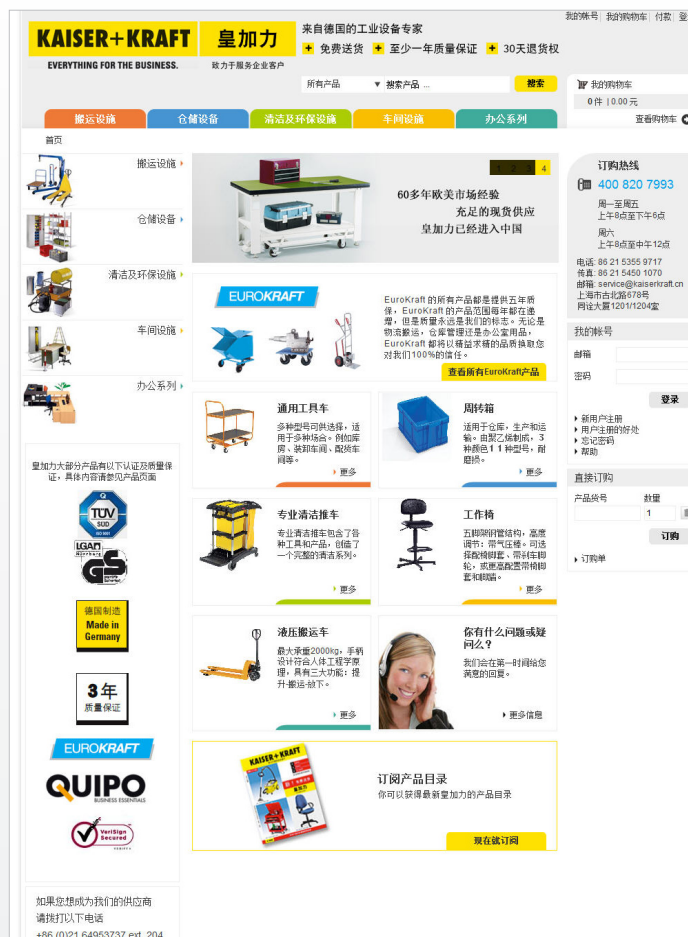 我的帐号 | 我的购物车 | 付款 | 登
KAISER+KRAFT 皇加力
EVERYTHING FOR THE BUSINESS. 致力于服务企业客户
来自德国的工业设备专家
+ 免费送货 + 至少一年质量保证 + 30天退货权
所有产品 ▼ 搜索产品 ... 搜索
我的购物车
0 件 | 0.00 元
查看购物车
搬运设施 仓储设备 清洁及环保设施 车间设施 办公系列
首页
搬运设施
仓储设备
清洁及环保设施
车间设施
办公系列
1 2 3 4
60多年欧美市场经验
充足的现货供应
皇加力已经进入中国
订购热线
400 820 7993
周一至周五
上午8点至下午6点
周六
上午8点至中午12点
电话: 86 21 5355 9717
传真: 86 21 5450 1070
邮箱: service@kaiserkraft.cn
上海市古北路678号
同诠大厦1201/1204室
EUROKRAFT
EuroKraft 的所有产品都是提供五年质
保，EuroKraft 的产品范围每年都在递
增，但是质量永远是我们的标志。无论是
物流搬运，仓库管理还是办公室用品，
EuroKraft 都将以精益求精的品质换取您
对我们100%的信任。
查看所有EuroKraft产品
我的帐号
邮箱
密码
登录
新用户注册
用户注册的好处
忘记密码
帮助
直接订购
产品货号 数量
1
订购
订购单
通用工具车
多种型号可供选择，适
用于多种场合。例如库
房、装卸车间、配货车
间等。
更多
周转箱
适用于仓库，生产和运
输。由聚乙烯制成，3
种颜色11种型号，耐
磨损。
更多
专业清洁推车
专业清洁推车包含了各
种工具和产品，创造了
一个完整的清洁系列。
更多
工作椅
五脚架钢管结构，高度
调节：带气压棒。可选
择配椅脚套、带刹车脚
轮，或更高配置带椅脚
套和脚踏。
更多
液压搬运车
最大承重2000kg，手柄
设计符合人体工程学原
理，具有三大功能：提
升-搬运-放下。
更多
你有什么问题或疑
问么？
我们会在第一时间给您
满意的回复。
更多信息
KAISER+KRAFT
皇加力
订阅产品目录
你可以获得最新皇加力的产品目录
现在就订阅
皇加力大部分产品有以下认证及质量保
证，具体内容请参见产品页面
TÜV
SÜD
ISO 9001
LGA
Nürnberg
GS
德国制造
Made in
Germany
3 年
质量保证
EUROKRAFT
QUIPO
BUSINESS ESSENTIALS
VeriSign
Secured
VERIFY
如果您想成为我们的供应商
请拨打以下电话
+86 (0)21 64953737 ext. 204